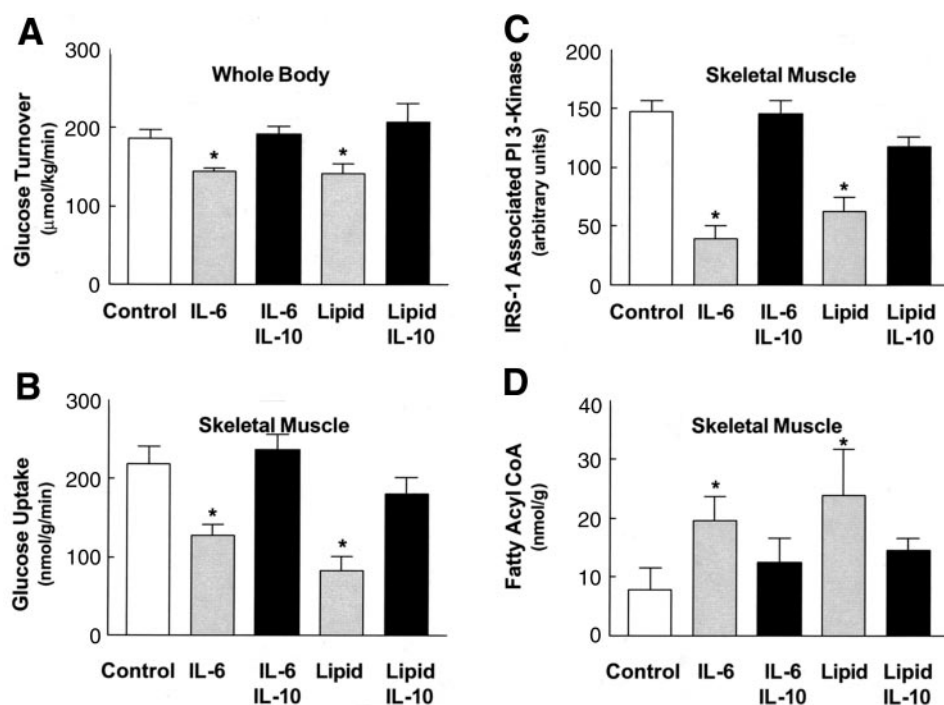 A
Whole Body
Glucose Turnover
(μmol/kg/min)
300
200
100
0
*
*
Control
IL-6
IL-6
IL-10
Lipid
Lipid
IL-10
B
Skeletal Muscle
Glucose Uptake
(nmol/g/min)
300
200
100
0
*
*
Control
IL-6
IL-6
IL-10
Lipid
Lipid
IL-10
C
Skeletal Muscle
IRS-1 Associated PI 3-Kinase
(arbitrary units)
200
150
100
50
0
*
*
Control
IL-6
IL-6
IL-10
Lipid
Lipid
IL-10
D
Skeletal Muscle
Fatty Acyl CoA
(nmol/g)
40
30
20
10
0
*
*
Control
IL-6
IL-6
IL-10
Lipid
Lipid
IL-10